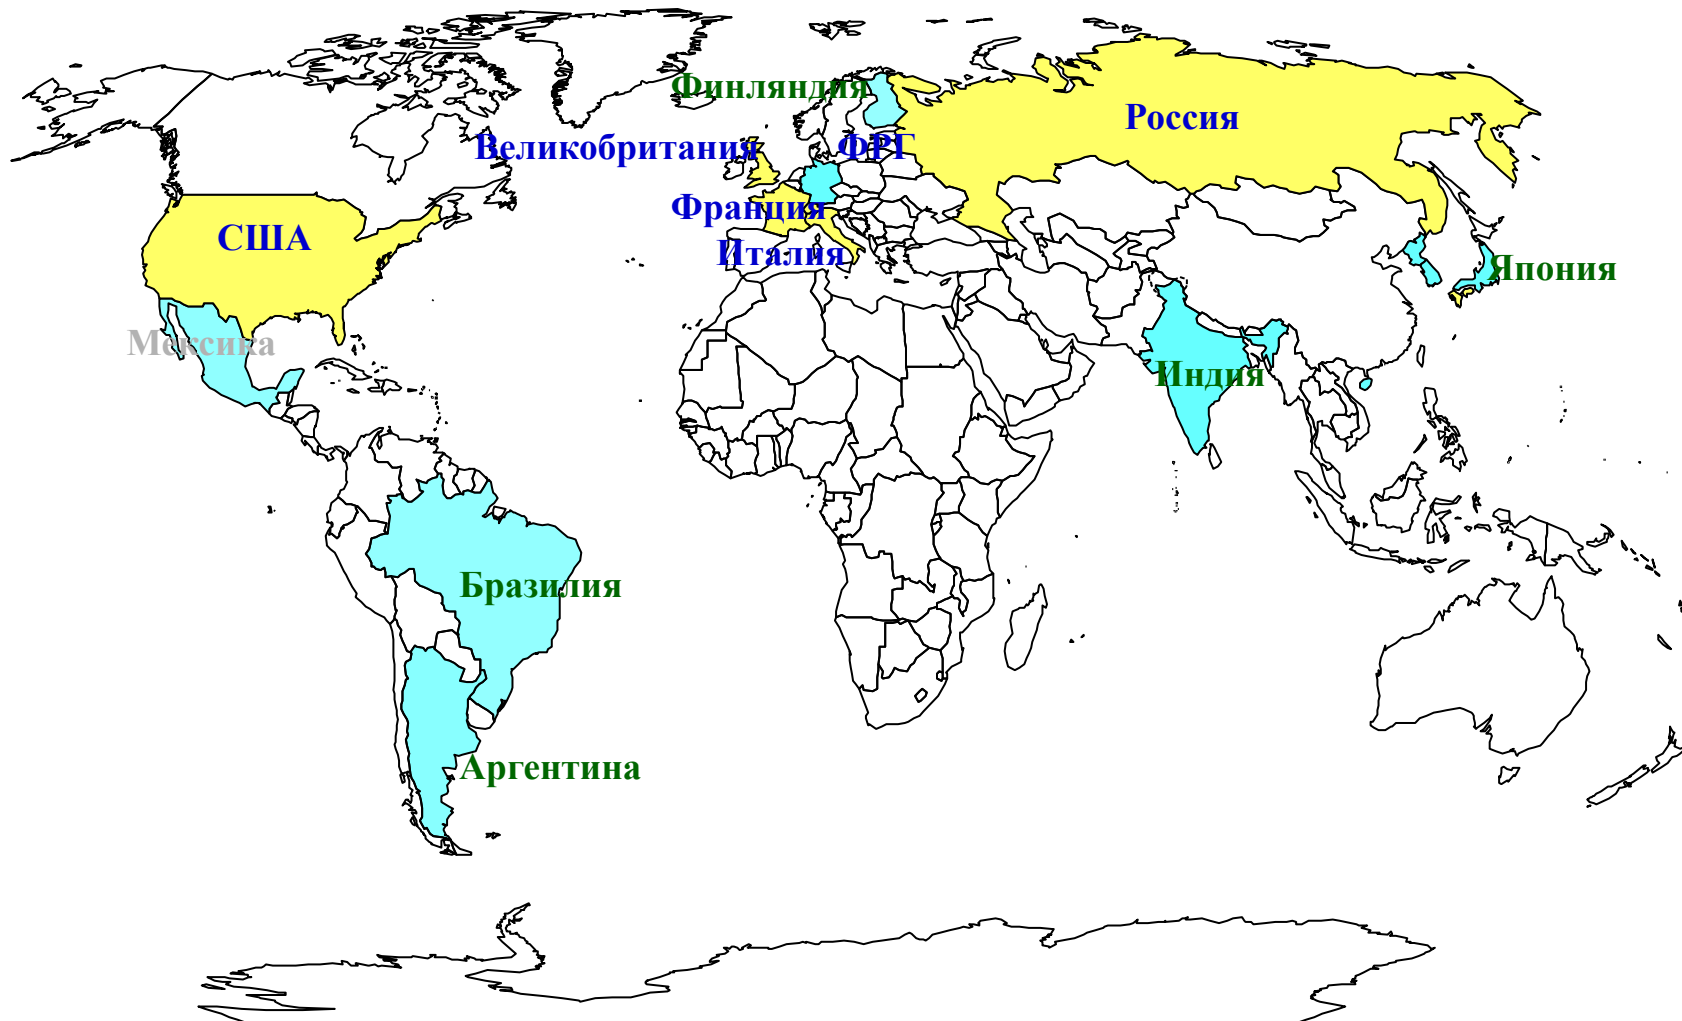 Финляндия
Россия
Великобритания
ФРГ
Франция
США
Италия
Япония
Мексика
Индия
Бразилия
Аргентина